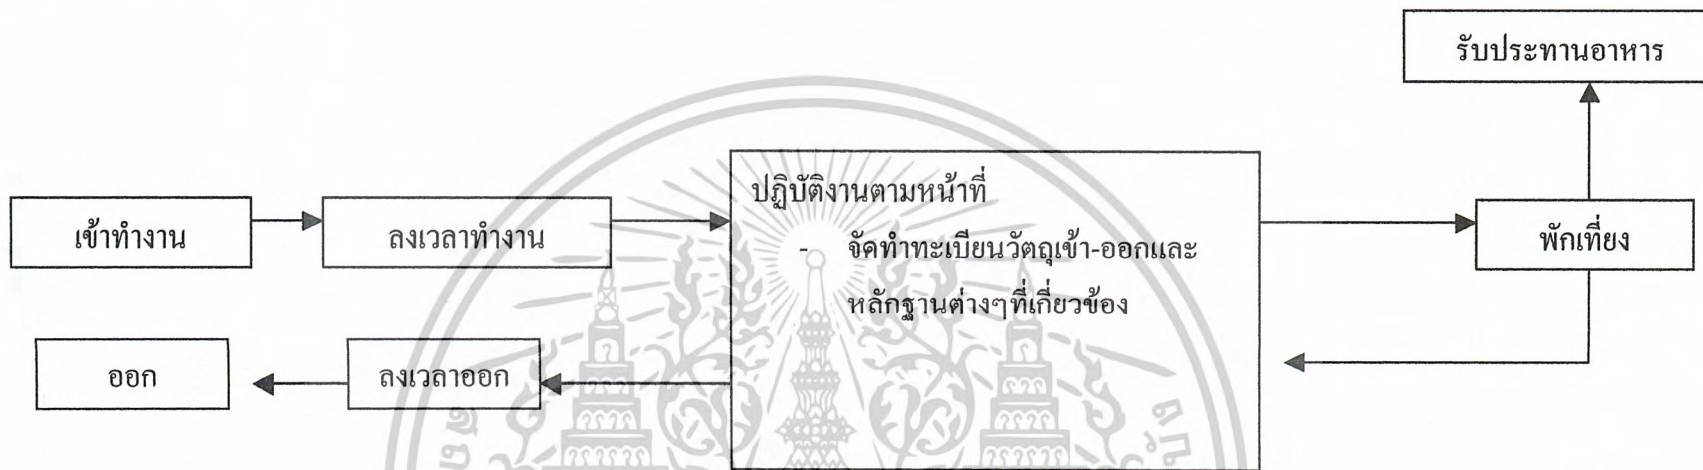 รับประทานอาหาร
เข้าทำงาน
ลงเวลาทำงาน
ปฏิบัติงานตามหน้าที่
- จัดทำทะเบียนวัตถุเข้า-ออกและ
หลักฐานต่างๆที่เกี่ยวข้อง
พักเที่ยง
ออก
ลงเวลาออก